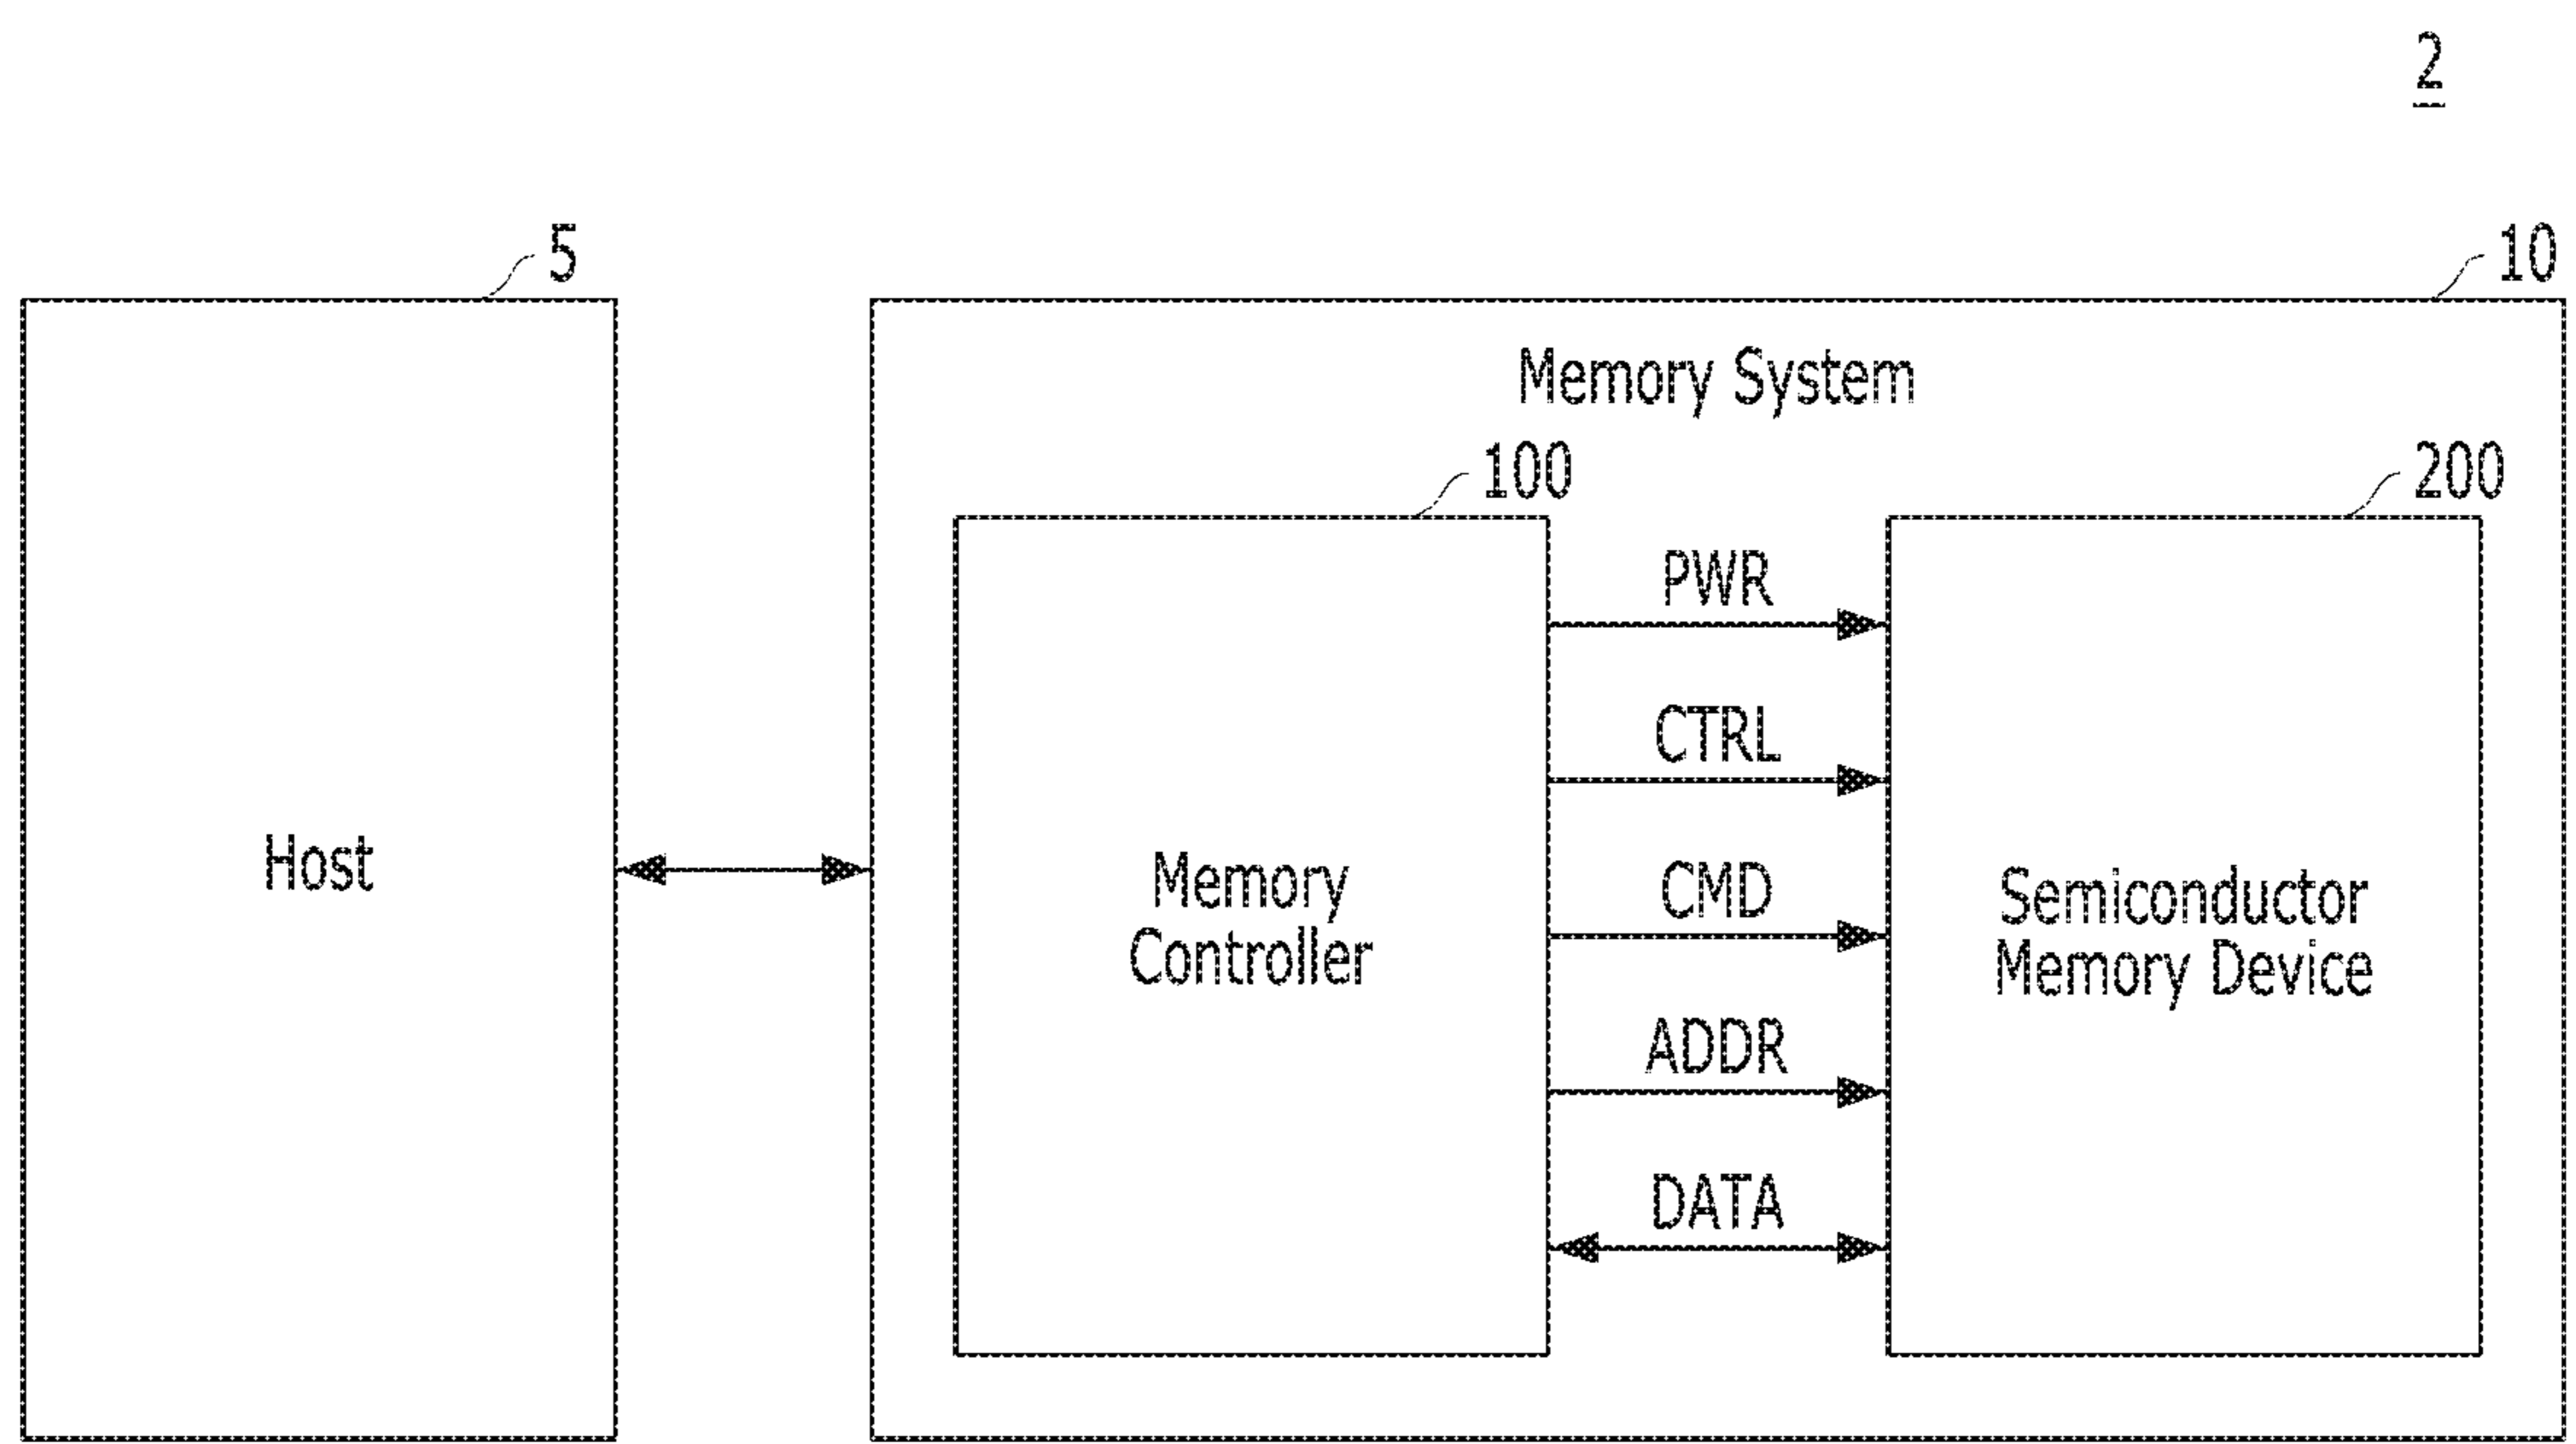 2
5
10
Memory System
100
200
PWR
CTRL
Host
CMD
Memory
Controller
Semiconductor
Memory Device
ADDR
DATA